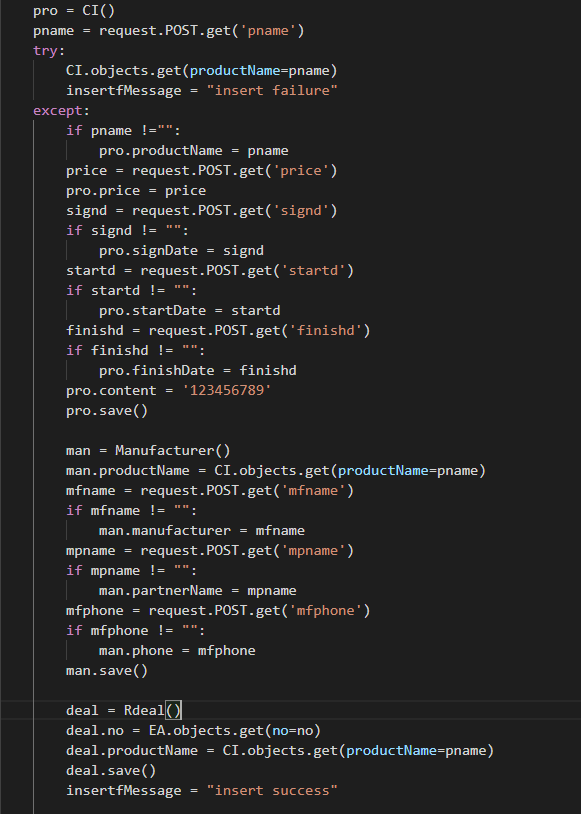 pro = CI()
pname = request.POST.get('pname')
try:
    CI.objects.get(productName=pname)
    insertfMessage = "insert failure"
except:
    if pname !="":
        pro.productName = pname
    price = request.POST.get('price')
    pro.price = price
    signd = request.POST.get('signd')
    if signd != "":
        pro.signDate = signd
    startd = request.POST.get('startd')
    if startd != "":
        pro.startDate = startd
    finishd = request.POST.get('finishd')
    if finishd != "":
        pro.finishDate = finishd
    pro.content = '123456789'
    pro.save()

    man = Manufacturer()
    man.productName = CI.objects.get(productName=pname)
    mfname = request.POST.get('mfname')
    if mfname != "":
        man.manufacturer = mfname
    mpname = request.POST.get('mpname')
    if mpname != "":
        man.partnerName = mpname
    mfphone = request.POST.get('mfphone')
    if mfphone != "":
        man.phone = mfphone
    man.save()

    deal = Rdeal()
    deal.no = EA.objects.get(no=no)
    deal.productName = CI.objects.get(productName=pname)
    deal.save()
    insertfMessage = "insert success"